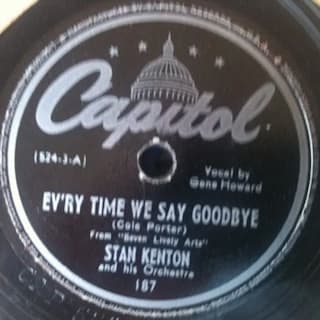 Capitol
(524-3-A)
Vocal by
Gene Howard
EV'RY TIME WE SAY GOODBYE
(Cole Porter)
From "Seven Lively Arts"
STAN KENTON
and his Orchestra
187